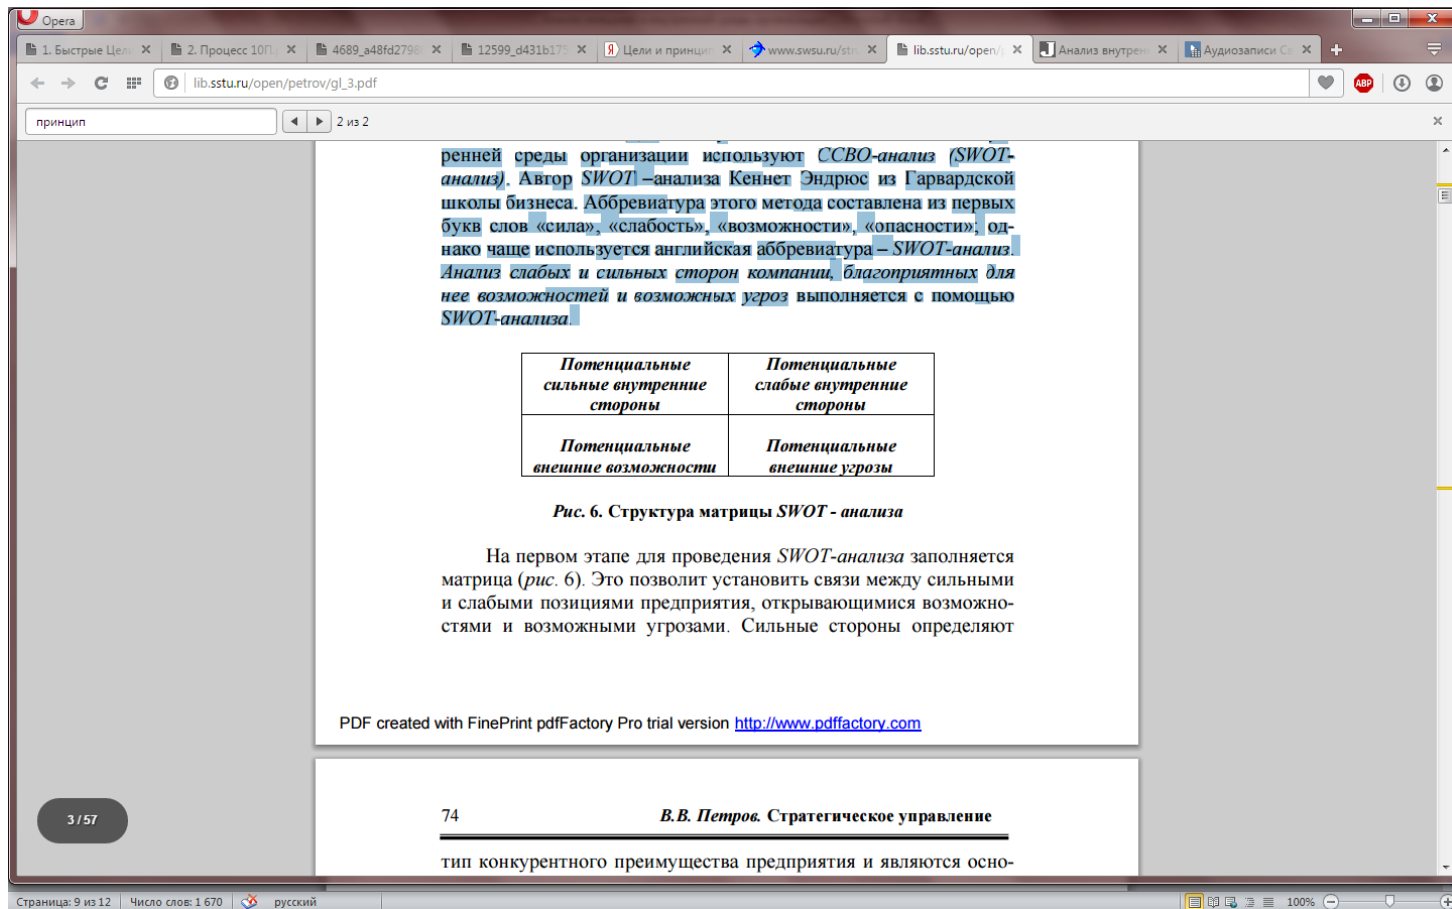 Opera
1. Быстрые Цели
2. Процесс 10П.
4689_a48fd2798
12599_d431b175
Цели и принцип
www.swsu.ru/str
lib.sstu.ru/open/
Анализ внутрен
Аудиозаписи Се
lib.sstu.ru/open/petrov/gl_3.pdf
ABP
принцип
2 из 2
ренней среды организации используют ССВО-анализ (SWOT-
анализ). Автор SWOT –анализа Кеннет Эндрюс из Гарвардской
школы бизнеса. Аббревиатура этого метода составлена из первых
букв слов «сила», «слабость», «возможности», «опасности»; од-
нако чаще используется английская аббревиатура – SWOT-анализ.
Анализ слабых и сильных сторон компании, благоприятных для
нее возможностей и возможных угроз выполняется с помощью
SWOT-анализа.
Потенциальные
сильные внутренние
стороны
Потенциальные
слабые внутренние
стороны
Потенциальные
внешние возможности
Потенциальные
внешние угрозы
Рис. 6. Структура матрицы SWOT - анализа
На первом этапе для проведения SWOT-анализа заполняется
матрица (рис. 6). Это позволит установить связи между сильными
и слабыми позициями предприятия, открывающимися возможно-
стями и возможными угрозами. Сильные стороны определяют
PDF created with FinePrint pdfFactory Pro trial version http://www.pdffactory.com
3 / 57
74
В.В. Петров. Стратегическое управление
тип конкурентного преимущества предприятия и являются осно-
Страница: 9 из 12
Число слов: 1 670
русский
100%